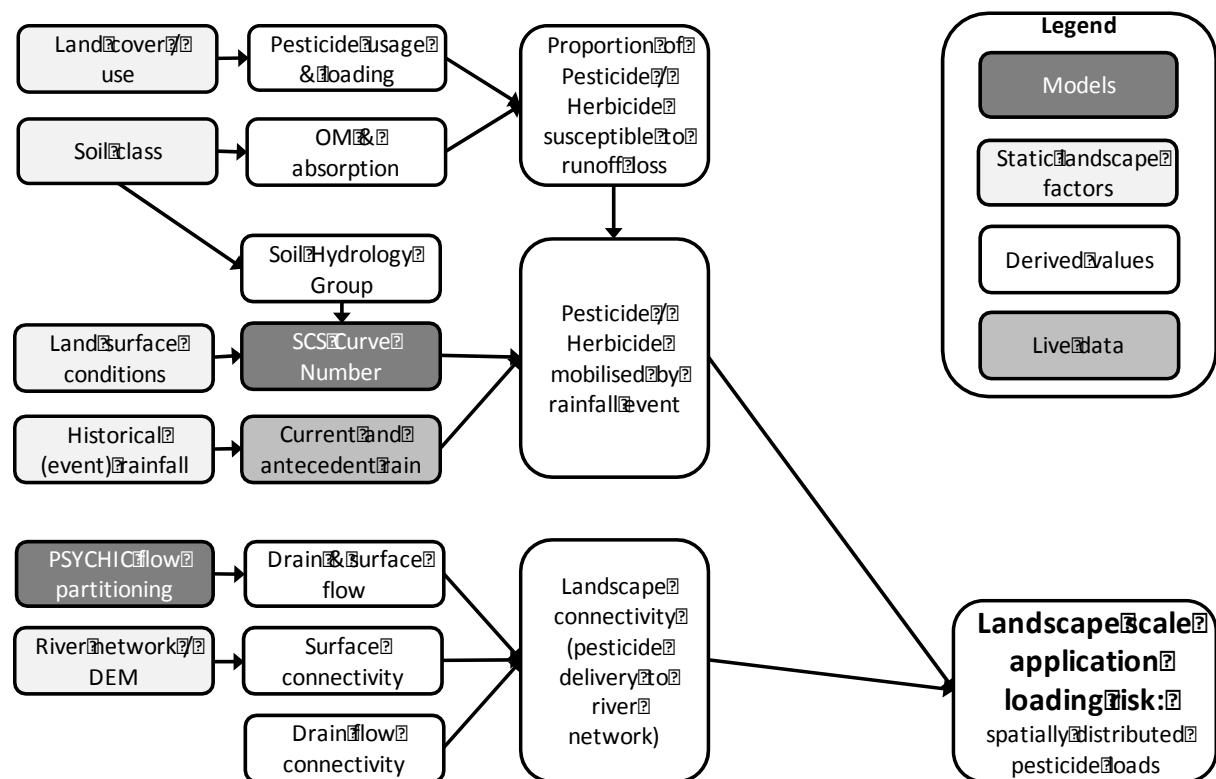 Land cover /
use
Pesticide usage
& loading
Proportion of
Pesticide /
Herbicide
susceptible to
runoff loss
Soil class
OM &
absorption
Soil Hydrology
Group
Land surface
conditions
SCS Curve
Number
Pesticide /
Herbicide
mobilised by
rainfall event
Historical
(event) rainfall
Current and
antecedent rain
PSYCHIC flow
partitioning
Drain & surface
flow
Landscape
connectivity
(pesticide
delivery to
river
network)
River network /
DEM
Surface
connectivity
Drain flow
connectivity
Landscape scale
application
loading risk:
spatially distributed
pesticide loads
Legend
Models
Static landscape
factors
Derived values
Live data